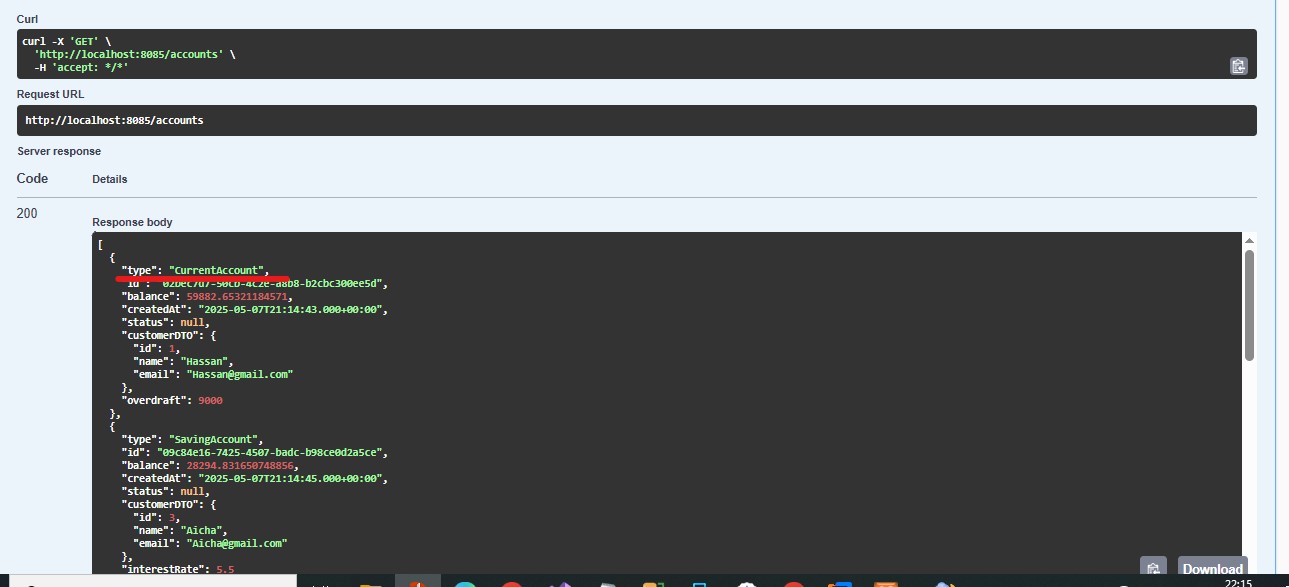 Curl
curl -X 'GET' \
'http://localhost:8085/accounts' \
-H 'accept: */*'
Request URL
http://localhost:8085/accounts
Server response
Code Details
200
Response body
[
{
"type": "CurrentAccount",
"id": "02bec7d7-50cb-4c2e-a8b8-b2cbc300ee5d",
"balance": 59882.65321184571,
"createdAt": "2025-05-07T21:14:43.000+00:00",
"status": null,
"customerDTO": {
"id": 1,
"name": "Hassan",
"email": "Hassan@gmail.com"
},
"overdraft": 9000
},
{
"type": "SavingAccount",
"id": "09c84e16-7425-4507-badc-b98ce0d2a5ce",
"balance": 28294.831650748856,
"createdAt": "2025-05-07T21:14:45.000+00:00",
"status": null,
"customerDTO": {
"id": 3,
"name": "Aicha",
"email": "Aicha@gmail.com"
},
"interestRate": 5.5
Download
22:15